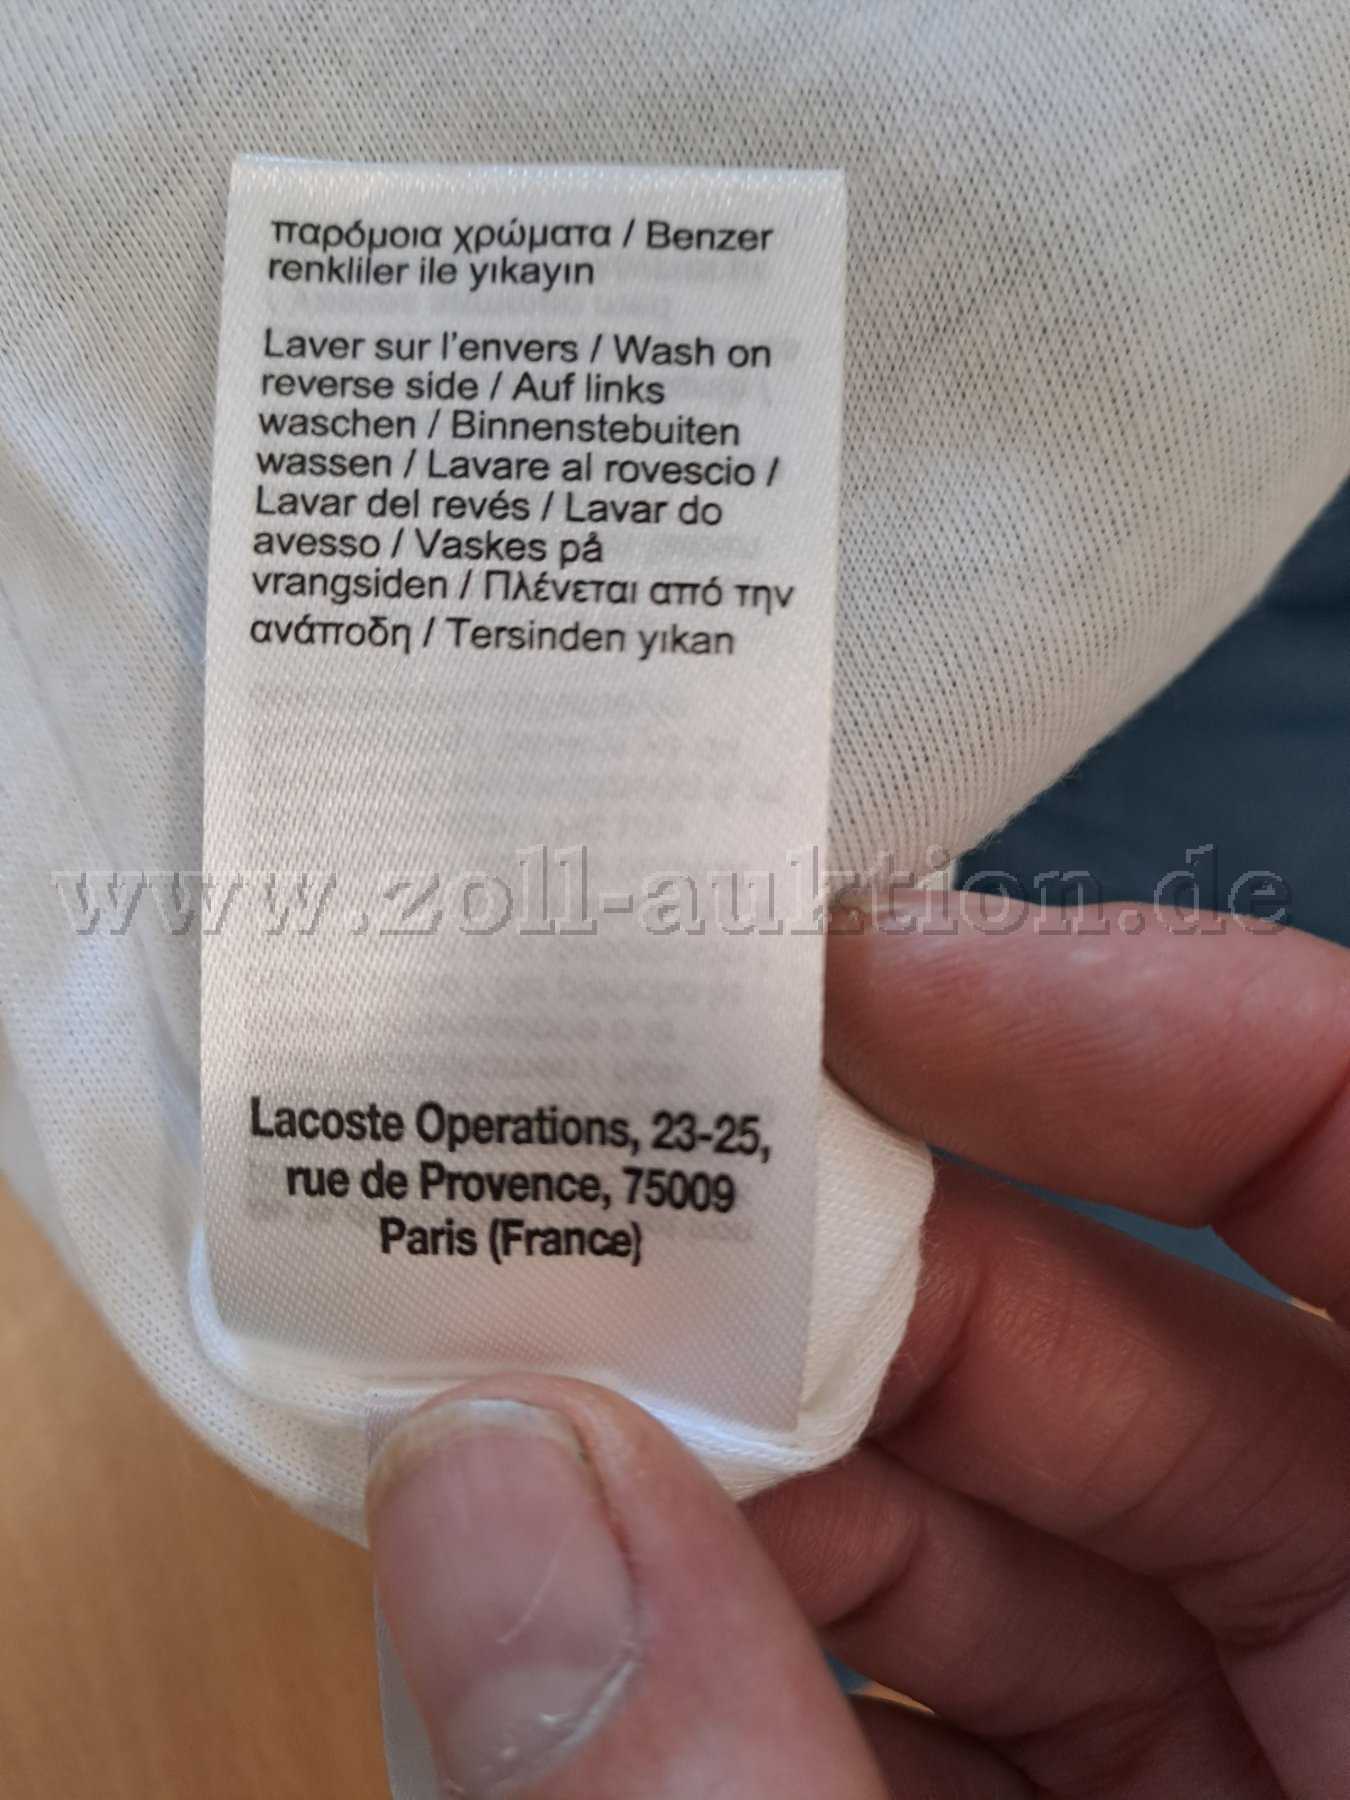 παρόμοια χρώματα / Benzer
renkliler ile yıkayın
Laver sur l'envers / Wash on
reverse side / Auf links
waschen / Binnenstebuiten
wassen / Lavare al rovescio /
Lavar del revés / Lavar do
avesso / Vaskes på
vrangsiden / Πλένεται από την
ανάποδη / Tersinden yıkan
www.zoll-auktion.de
Lacoste Operations, 23-25,
rue de Provence, 75009
Paris (France)